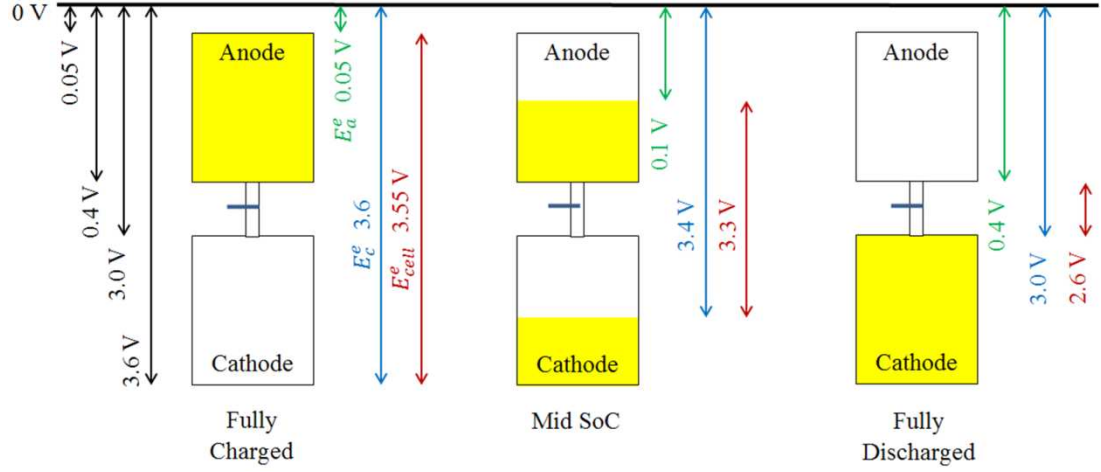 0 V
0.05 V
0.4 V
3.0 V
3.6 V
Anode
Cathode
Fully
Charged
E_a^e 0.05 V
E_c^e 3.6
E_cell^e 3.55 V
Anode
Cathode
Mid SoC
0.1 V
3.4 V
3.3 V
Anode
Cathode
Fully
Discharged
0.4 V
3.0 V
2.6 V